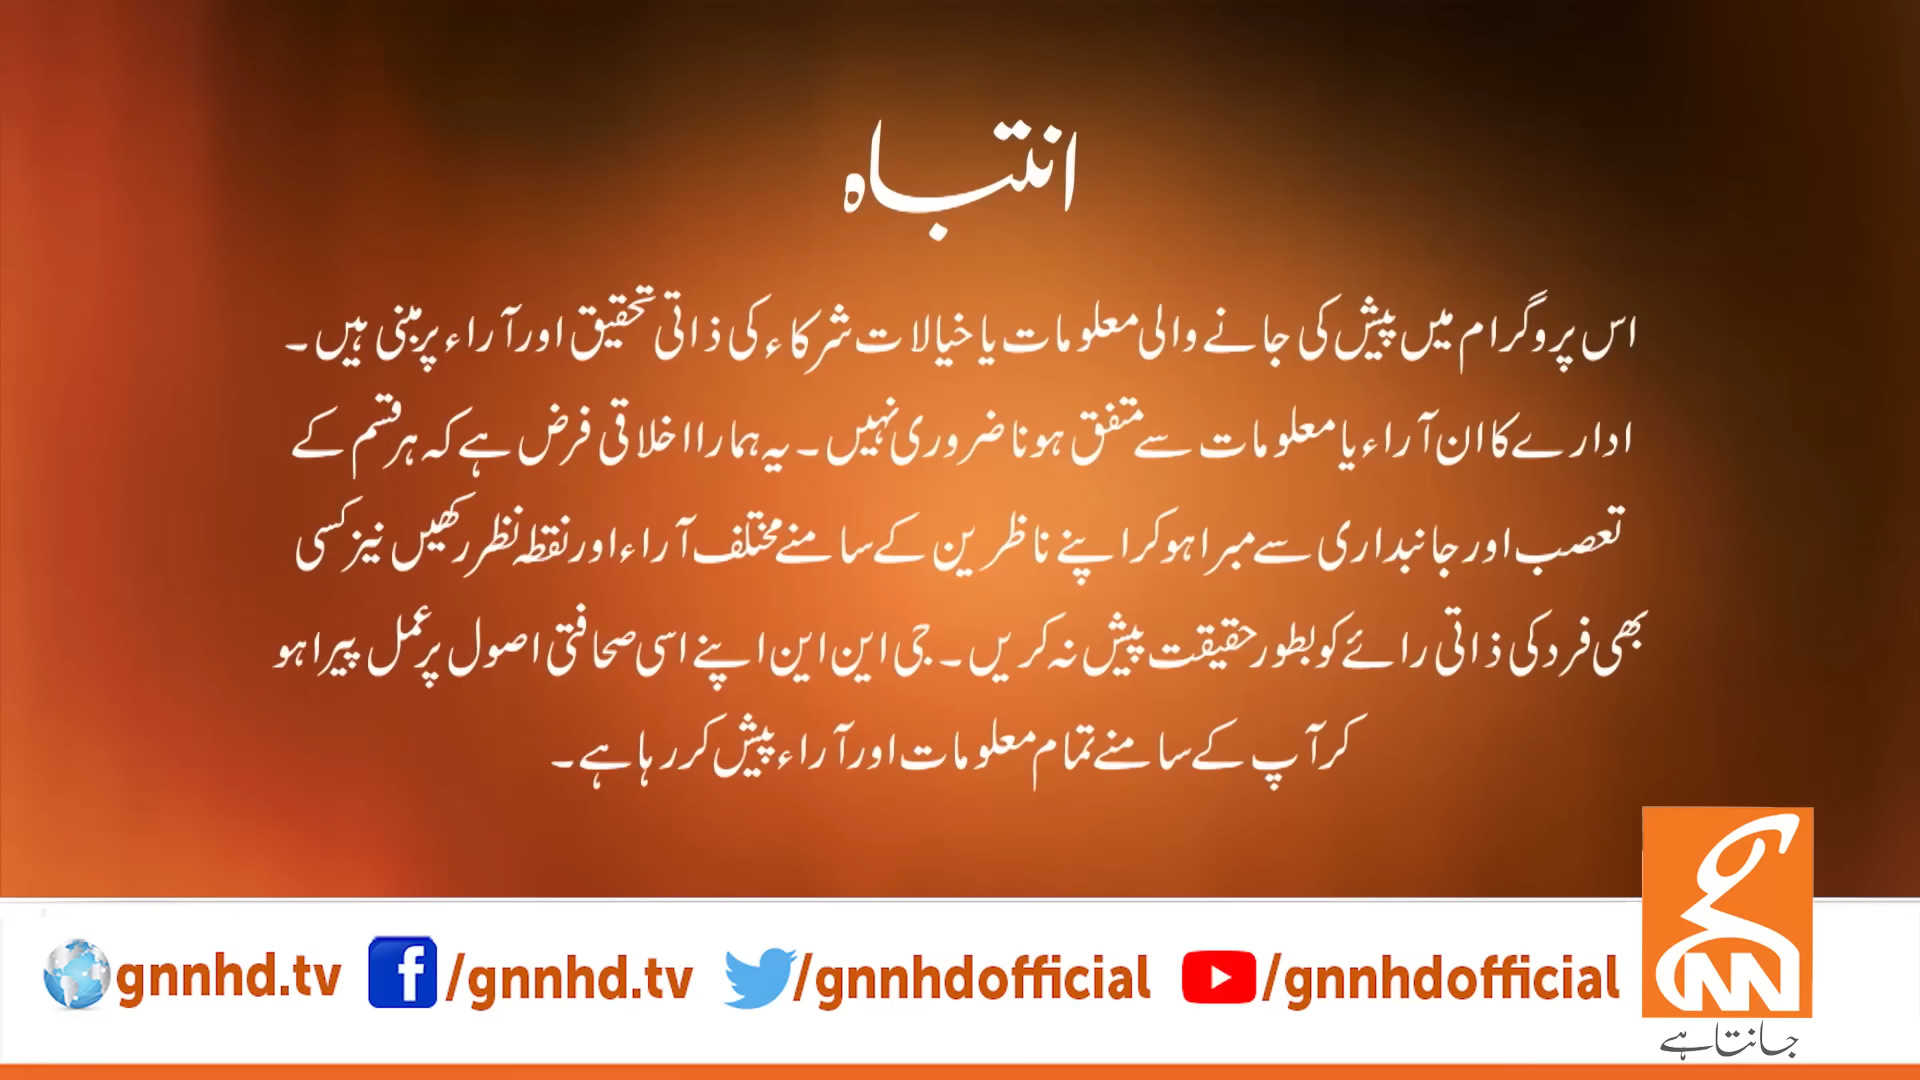 انتباہ
اس پروگرام میں پیش کی جانے والی معلومات یا خیالات شرکاء کی ذاتی تحقیق اور آراء پر مبنی ہیں۔
ادارے کا ان آراء یا معلومات سے متفق ہونا ضروری نہیں۔ یہ ہمارا اخلاقی فرض ہے کہ ہر قسم کے
تعصب اور جانبداری سے مبرا ہو کر اپنے ناظرین کے سامنے مختلف آراء اور نقطہ نظر رکھیں نیز کسی
بھی فرد کی ذاتی رائے کو بطور حقیقت پیش نہ کریں۔ جی این این اپنے اسی صحافتی اصول پر عمل پیرا ہو
کر آپ کے سامنے تمام معلومات اور آراء پیش کر رہا ہے۔
gnnhd.tv /gnnhd.tv /gnnhdofficial /gnnhdofficial
GNN
جانتا ہے